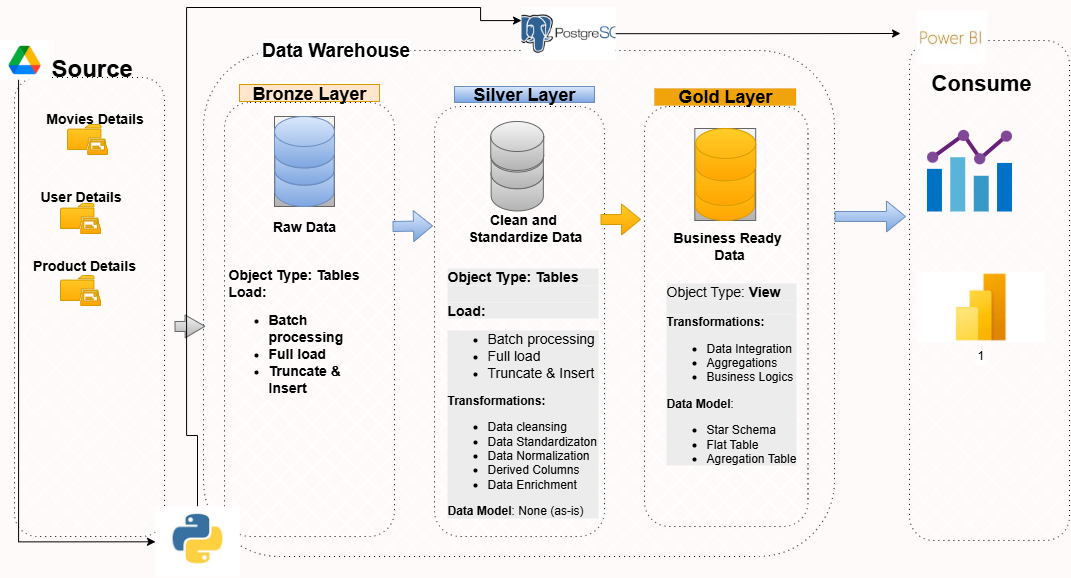 PostgreSQ
Power BI
Source
Data Warehouse
Consume
Movies Details
User Details
Product Details
Bronze Layer
Raw Data
Object Type: Tables
Load:
Batch
processing
Full load
Truncate &
Insert
Silver Layer
Clean and
Standardize Data
Object Type: Tables
Load:
Batch processing
Full load
Truncate & Insert
Transformations:
Data cleansing
Data Standardizaton
Data Normalization
Derived Columns
Data Enrichment
Data Model: None (as-is)
Gold Layer
Business Ready
Data
Object Type: View
Transformations:
Data Integration
Aggregations
Business Logics
Data Model:
Star Schema
Flat Table
Agregation Table
1